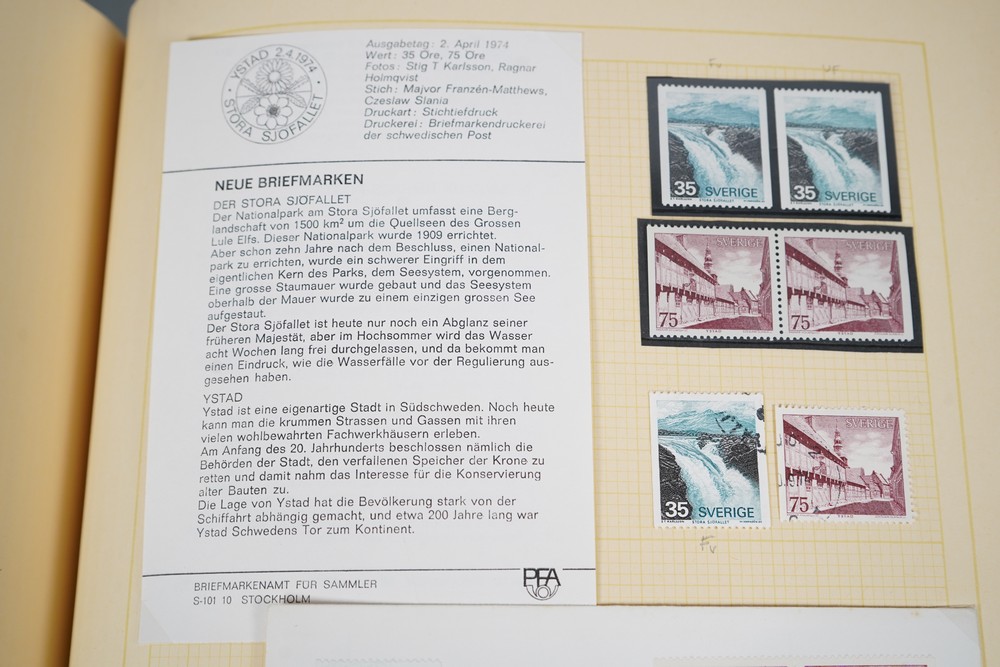 YSTAD 2.4.1974
STORA SJÖFALLET
Ausgabetag: 2. April 1974
Wert: 35 Öre, 75 Öre
Fotos: Stig T Karlsson, Ragnar
Holmqvist
Stich: Majvor Franzén-Matthews,
Czeslaw Slania
Druckart: Stichtiefdruck
Druckerei: Briefmarkendruckerei
der schwedischen Post
NEUE BRIEFMARKEN
DER STORA SJÖFALLET
Der Nationalpark am Stora Sjöfallet umfasst eine Berg-
landschaft von 1500 km² um die Quellseen des Grossen
Lule Elfs. Dieser Nationalpark wurde 1909 errichtet.
Aber schon zehn Jahre nach dem Beschluss, einen National-
park zu errichten, wurde ein schwerer Eingriff in dem
eigentlichen Kern des Parks, dem Seesystem, vorgenommen.
Eine grosse Staumauer wurde gebaut und das Seesystem
oberhalb der Mauer wurde zu einem einzigen grossen See
aufgestaut.
Der Stora Sjöfallet ist heute nur noch ein Abglanz seiner
früheren Majestät, aber im Hochsommer wird das Wasser
acht Wochen lang frei durchgelassen, und da bekommt man
einen Eindruck, wie die Wasserfälle vor der Regulierung aus-
gesehen haben.
YSTAD
Ystad ist eine eigenartige Stadt in Südschweden. Noch heute
kann man die krummen Strassen und Gassen mit ihren
vielen wohlbewahrten Fachwerkhäusern erleben.
Am Anfang des 20. Jahrhunderts beschlossen nämlich die
Behörden der Stadt, den verfallenen Speicher der Krone zu
retten und damit nahm das Interesse für die Konservierung
alter Bauten zu.
Die Lage von Ystad hat die Bevölkerung stark von der
Schiffahrt abhängig gemacht, und etwa 200 Jahre lang war
Ystad Schwedens Tor zum Kontinent.
BRIEFMARKENAMT FÜR SAMMLER
S-101 10 STOCKHOLM
PFA
Fv
35 SVERIGE
STORA SJÖFALLET
35 SVERIGE
STORA SJÖFALLET
SVERIGE
75
YSTAD
SVERIGE
75
YSTAD
35 SVERIGE
STORA SJÖFALLET
SVERIGE
75
YSTAD
Fv